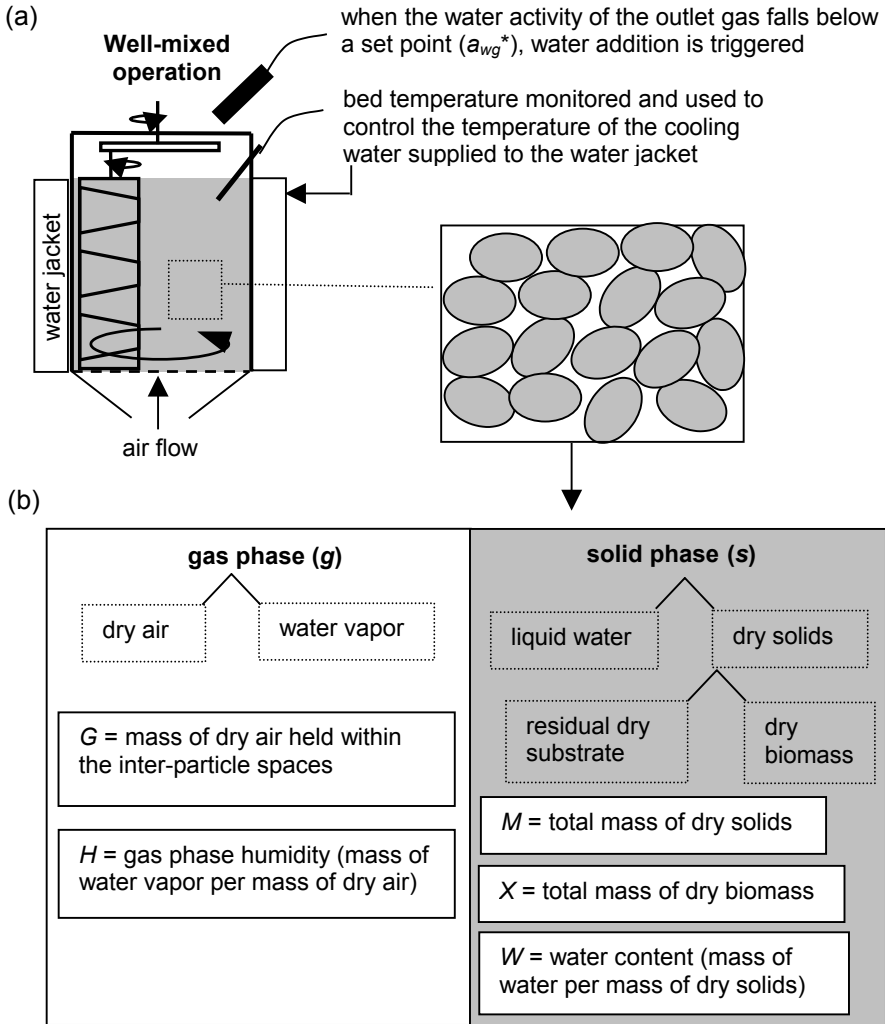 (a)
when the water activity of the outlet gas falls below
a set point (awg*), water addition is triggered
Well-mixed
operation
bed temperature monitored and used to
control the temperature of the cooling
water supplied to the water jacket
water jacket
air flow
(b)
gas phase (g)
dry air
water vapor
G = mass of dry air held within
the inter-particle spaces
H = gas phase humidity (mass of
water vapor per mass of dry air)
solid phase (s)
liquid water
dry solids
residual dry
substrate
dry
biomass
M = total mass of dry solids
X = total mass of dry biomass
W = water content (mass of
water per mass of dry solids)